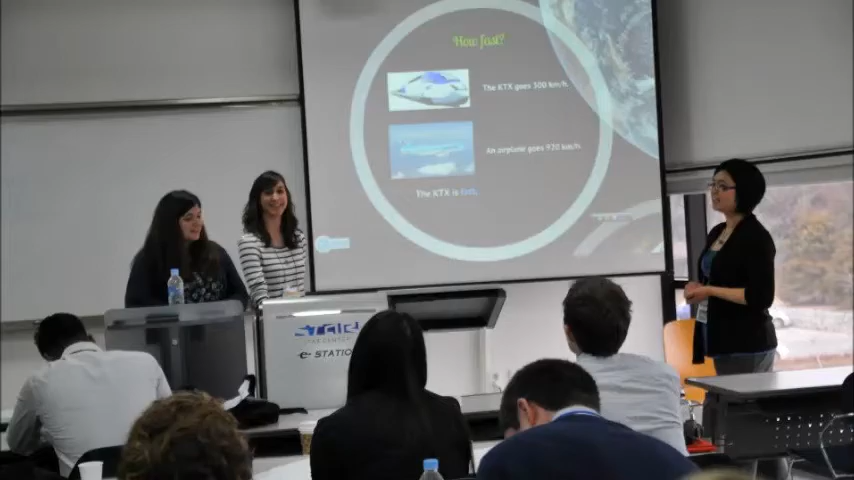 How fast?
The KTX goes 300 km/h.
An airplane goes 920 km/h.
The KTX is fast.
e-STATION